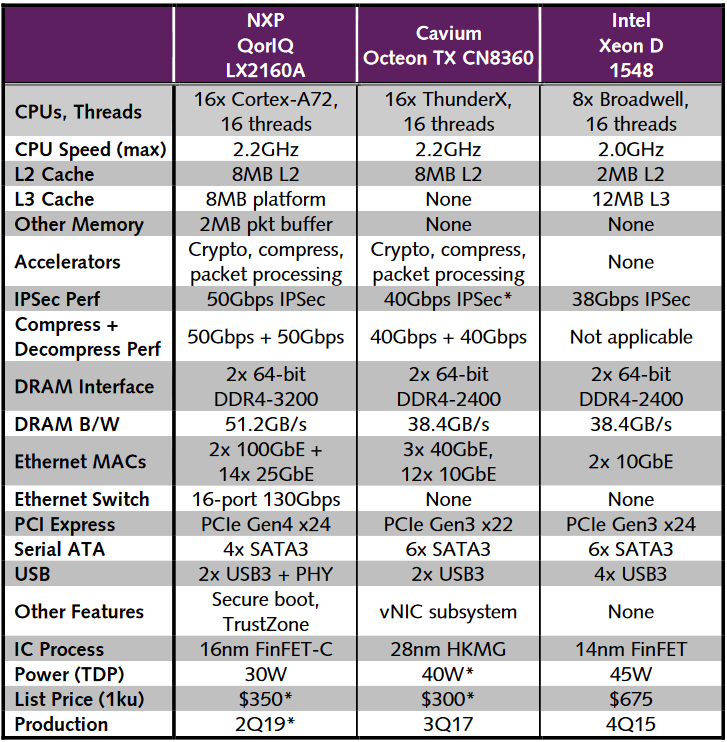 NXP QorIQ LX2160A | Cavium Octeon TX CN8360 | Intel Xeon D 1548
CPUs, Threads | 16x Cortex-A72, 16 threads | 16x ThunderX, 16 threads | 8x Broadwell, 16 threads
CPU Speed (max) | 2.2GHz | 2.2GHz | 2.0GHz
L2 Cache | 8MB L2 | 8MB L2 | 2MB L2
L3 Cache | 8MB platform | None | 12MB L3
Other Memory | 2MB pkt buffer | None | None
Accelerators | Crypto, compress, packet processing | Crypto, compress, packet processing | None
IPSec Perf | 50Gbps IPSec | 40Gbps IPSec* | 38Gbps IPSec
Compress + Decompress Perf | 50Gbps + 50Gbps | 40Gbps + 40Gbps | Not applicable
DRAM Interface | 2x 64-bit DDR4-3200 | 2x 64-bit DDR4-2400 | 2x 64-bit DDR4-2400
DRAM B/W | 51.2GB/s | 38.4GB/s | 38.4GB/s
Ethernet MACs | 2x 100GbE + 14x 25GbE | 3x 40GbE, 12x 10GbE | 2x 10GbE
Ethernet Switch | 16-port 130Gbps | None | None
PCI Express | PCIe Gen4 x24 | PCIe Gen3 x22 | PCIe Gen3 x24
Serial ATA | 4x SATA3 | 6x SATA3 | 6x SATA3
USB | 2x USB3 + PHY | 2x USB3 | 4x USB3
Other Features | Secure boot, TrustZone | vNIC subsystem | None
IC Process | 16nm FinFET-C | 28nm HKMG | 14nm FinFET
Power (TDP) | 30W | 40W* | 45W
List Price (1ku) | $350* | $300* | $675
Production | 2Q19* | 3Q17 | 4Q15